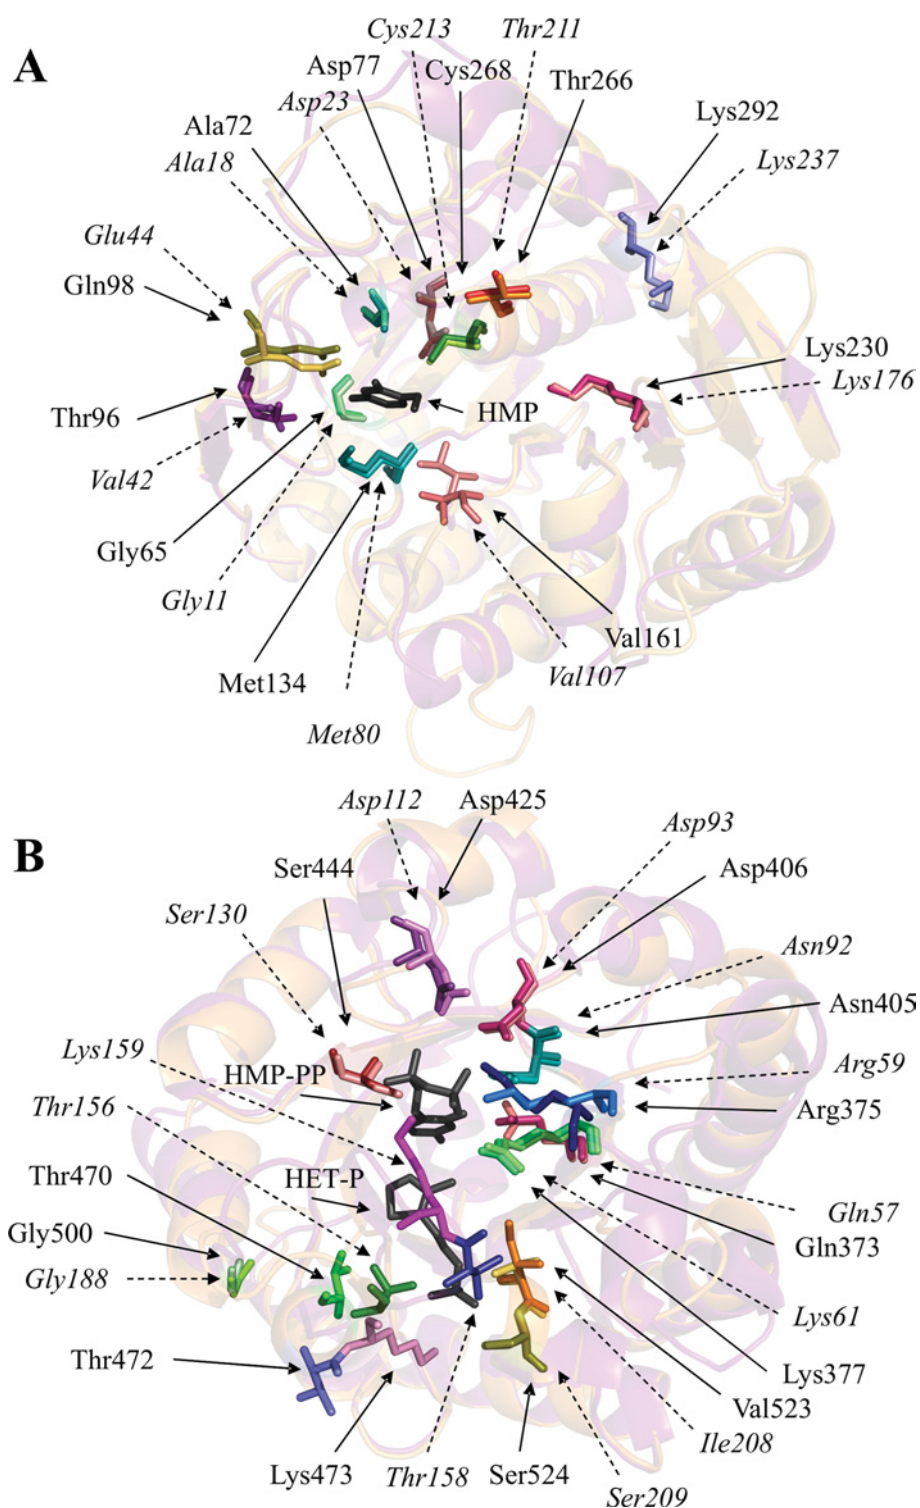 A
Cys213
Thr211
Asp77
Cys268
Asp23
Thr266
Ala72
Lys292
Ala18
Lys237
Glu44
Gln98
Lys230
Lys176
Thr96
HMP
Val42
Gly65
Gly11
Val161
Val107
Met134
Met80
B
Asp112
Asp425
Asp93
Ser444
Asp406
Ser130
Asn92
Asn405
Lys159
HMP-PP
Arg59
Arg375
Thr156
Thr470
HET-P
Gln57
Gly500
Gln373
Gly188
Lys61
Thr472
Lys377
Val523
Ile208
Lys473
Thr158
Ser524
Ser209